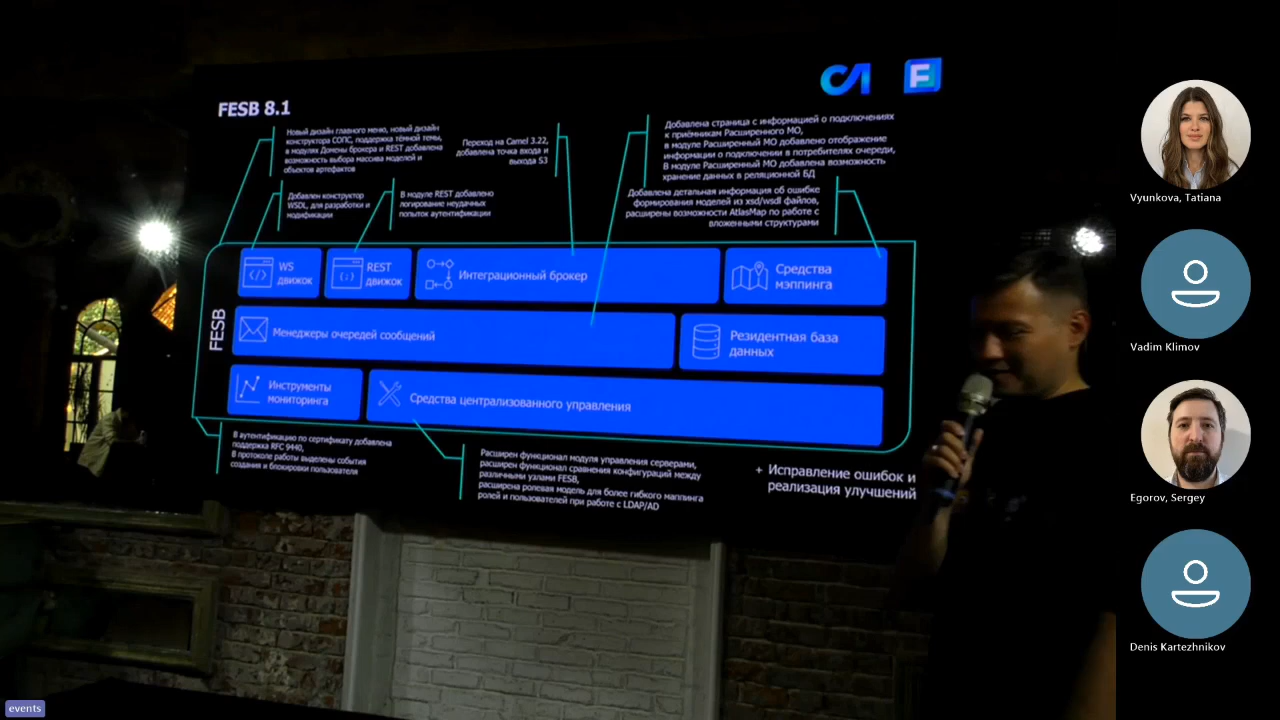 FESB 8.1
Новый дизайн главного меню, новый дизайн
конструктора СОПС, поддержка тёмной темы,
в модулях Домены брокера и REST добавлена
возможность выбора массива моделей и
объектов артефактов
Переход на Camel 3.22,
добавлена точка входа и
выхода S3
Добавлена страница с информацией о подключениях
к приёмникам Расширенного МО,
в модуле Расширенный МО добавлено отображение
информации о подключении в потребителях очереди,
В модуле Расширенный МО добавлена возможность
хранение данных в реляционной БД
Добавлен конструктор
WSDL, для разработки и
модификации
В модуле REST добавлено
логирование неудачных
попыток аутентификации
Добавлена детальная информация об ошибке
формирования моделей из xsd/wsdl файлов,
расширены возможности AtlasMap по работе с
вложенными структурами
FESB
WS
движок
REST
движок
Интеграционный брокер
Средства
мэппинга
Менеджеры очередей сообщений
Резидентная база
данных
Инструменты
мониторинга
Средства централизованного управления
В аутентификацию по сертификату добавлена
поддержка RFC 9440,
В протоколе работы выделены события
создания и блокировки пользователя
Расширен функционал модуля управления серверами,
расширен функционал сравнения конфигураций между
различными узлами FESB,
расширена ролевая модель для более гибкого маппинга
ролей и пользователей при работе с LDAP/AD
+ Исправление ошибок и
реализация улучшений
Vyunkova, Tatiana
Vadim Klimov
Egorov, Sergey
Denis Kartezhnikov
events